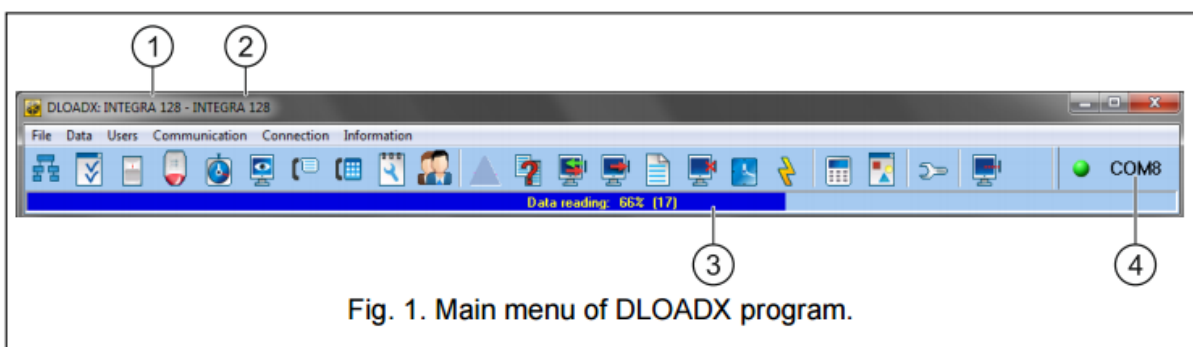 1 2
DLOADX: INTEGRA 128 - INTEGRA 128
File Data Users Communication Connection Information
COM8
Data reading: 66% (17)
3 4
Fig. 1. Main menu of DLOADX program.